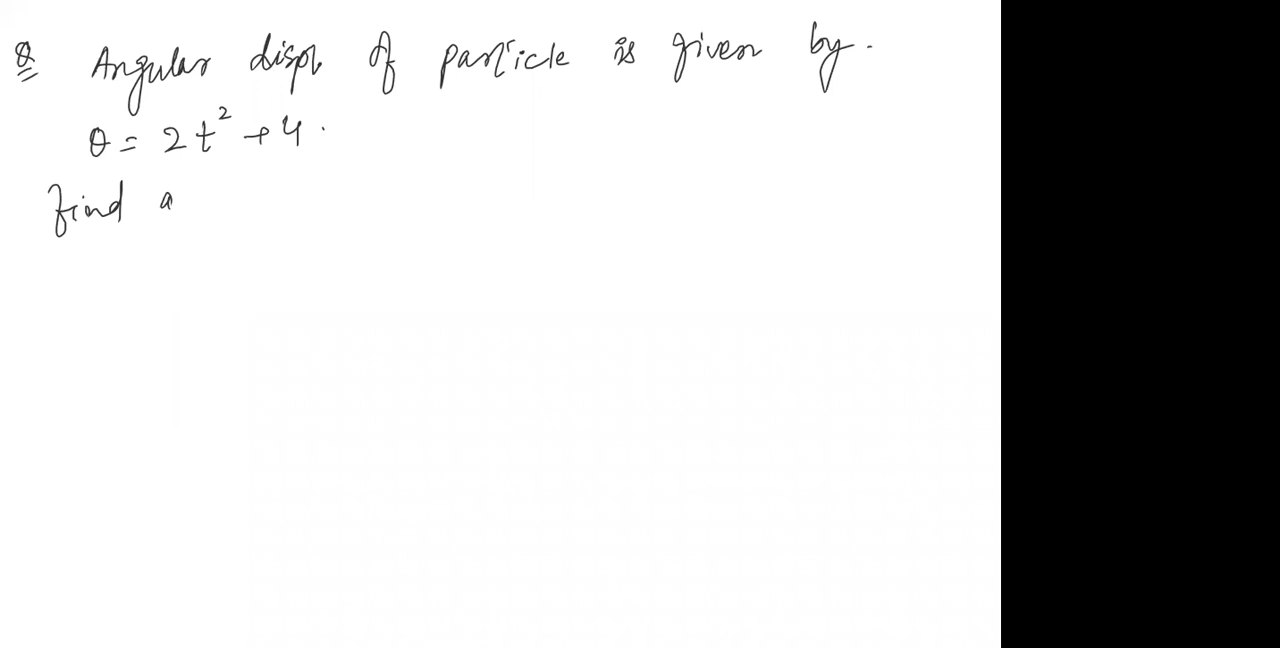 Q Angular displ. of particle is given by.
θ = 2t² + 4.
find a